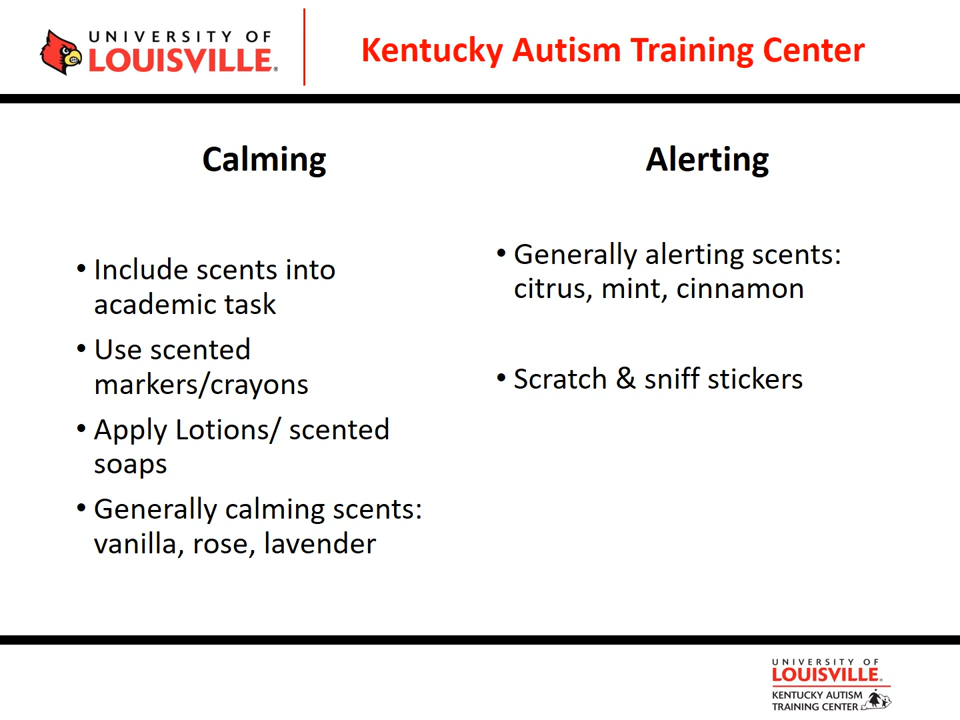 UNIVERSITY OF
LOUISVILLE.
Kentucky Autism Training Center
Calming
• Include scents into
academic task
• Use scented
markers/crayons
• Apply Lotions/ scented
soaps
• Generally calming scents:
vanilla, rose, lavender
Alerting
• Generally alerting scents:
citrus, mint, cinnamon
• Scratch & sniff stickers
UNIVERSITY OF
LOUISVILLE.
KENTUCKY AUTISM
TRAINING CENTER